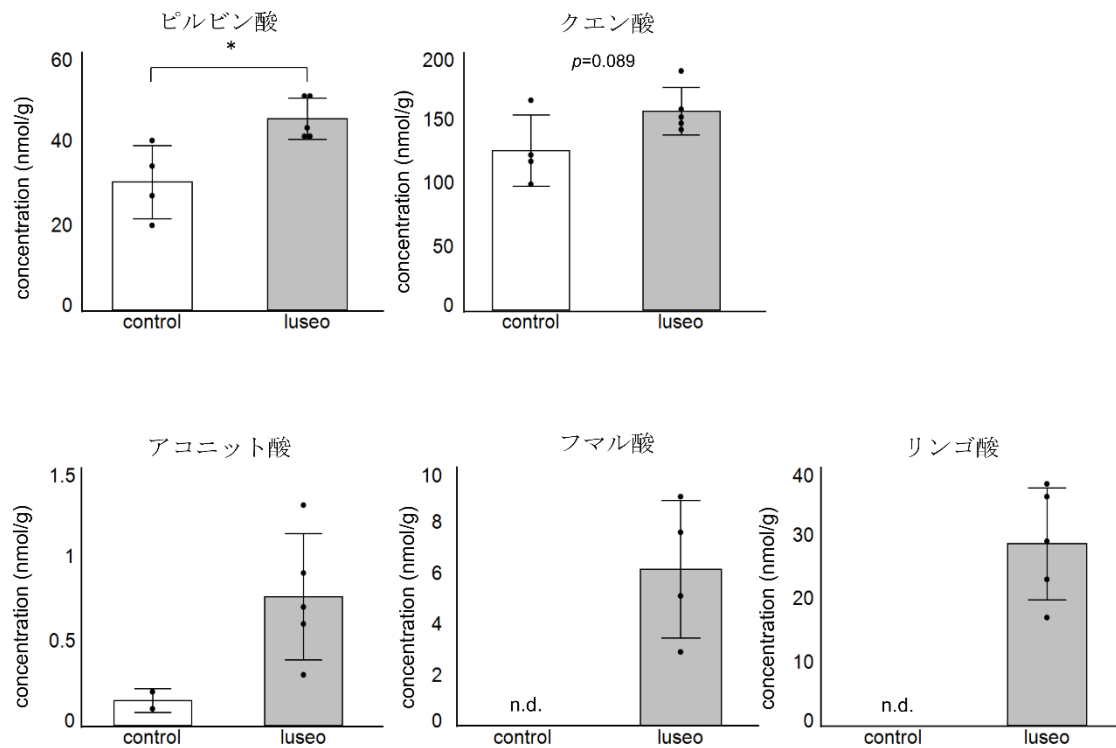 ピルビン酸
*
concentration (nmol/g)
60
40
20
0
control
luseo
クエン酸
p=0.089
concentration (nmol/g)
200
150
100
50
0
control
luseo
アコニット酸
concentration (nmol/g)
1.5
1
0.5
0
control
luseo
フマル酸
concentration (nmol/g)
10
8
6
4
2
0
n.d.
control
luseo
リンゴ酸
concentration (nmol/g)
40
30
20
10
0
n.d.
control
luseo